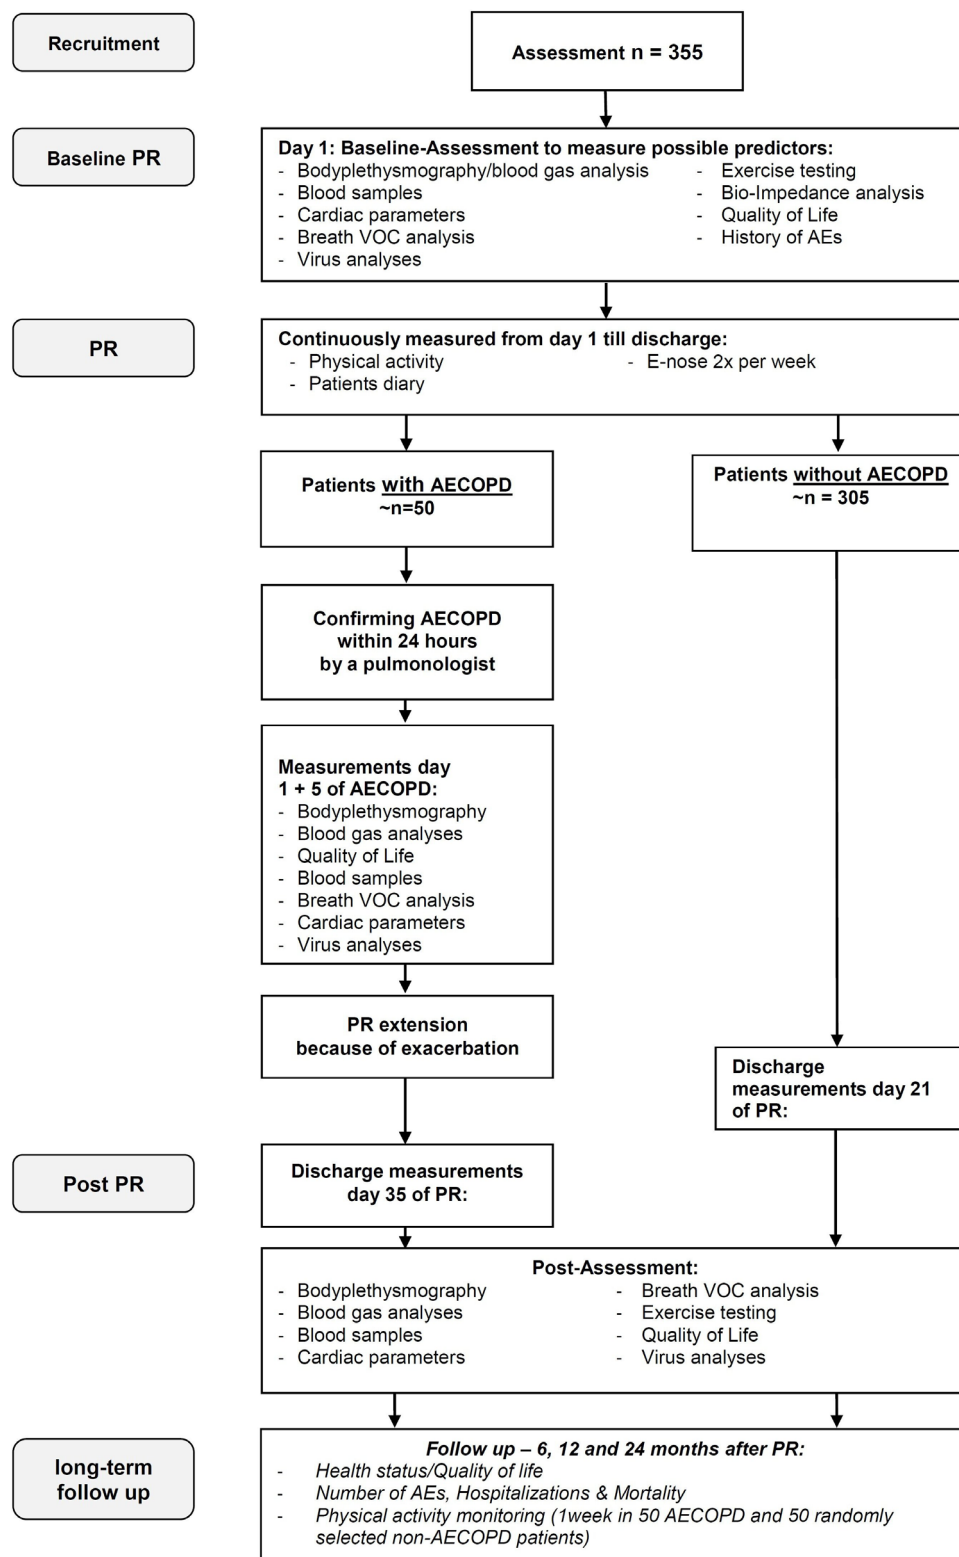 Recruitment
Assessment n = 355
Baseline PR
Day 1: Baseline-Assessment to measure possible predictors:
- Bodyplethysmography/blood gas analysis
- Blood samples
- Cardiac parameters
- Breath VOC analysis
- Virus analyses
- Exercise testing
- Bio-Impedance analysis
- Quality of Life
- History of AEs
PR
Continuously measured from day 1 till discharge:
- Physical activity
- Patients diary
- E-nose 2x per week
Patients with AECOPD
~n=50
Patients without AECOPD
~n = 305
Confirming AECOPD
within 24 hours
by a pulmonologist
Measurements day
1 + 5 of AECOPD:
- Bodyplethysmography
- Blood gas analyses
- Quality of Life
- Blood samples
- Breath VOC analysis
- Cardiac parameters
- Virus analyses
PR extension
because of exacerbation
Discharge
measurements day 21
of PR:
Post PR
Discharge measurements
day 35 of PR:
Post-Assessment:
- Bodyplethysmography
- Blood gas analyses
- Blood samples
- Cardiac parameters
- Breath VOC analysis
- Exercise testing
- Quality of Life
- Virus analyses
long-term
follow up
Follow up – 6, 12 and 24 months after PR:
- Health status/Quality of life
- Number of AEs, Hospitalizations & Mortality
- Physical activity monitoring (1week in 50 AECOPD and 50 randomly
selected non-AECOPD patients)